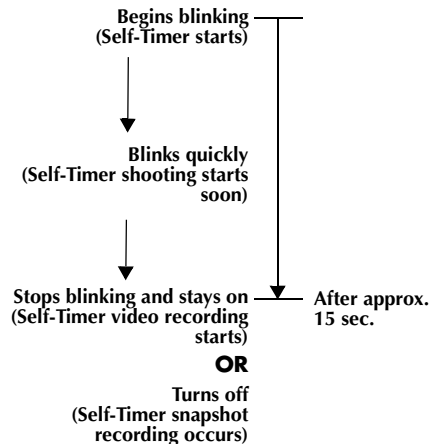 Begins blinking
(Self-Timer starts)
Blinks quickly
(Self-Timer shooting starts
soon)
Stops blinking and stays on
(Self-Timer video recording
starts)
After approx.
15 sec.
OR
Turns off
(Self-Timer snapshot
recording occurs)